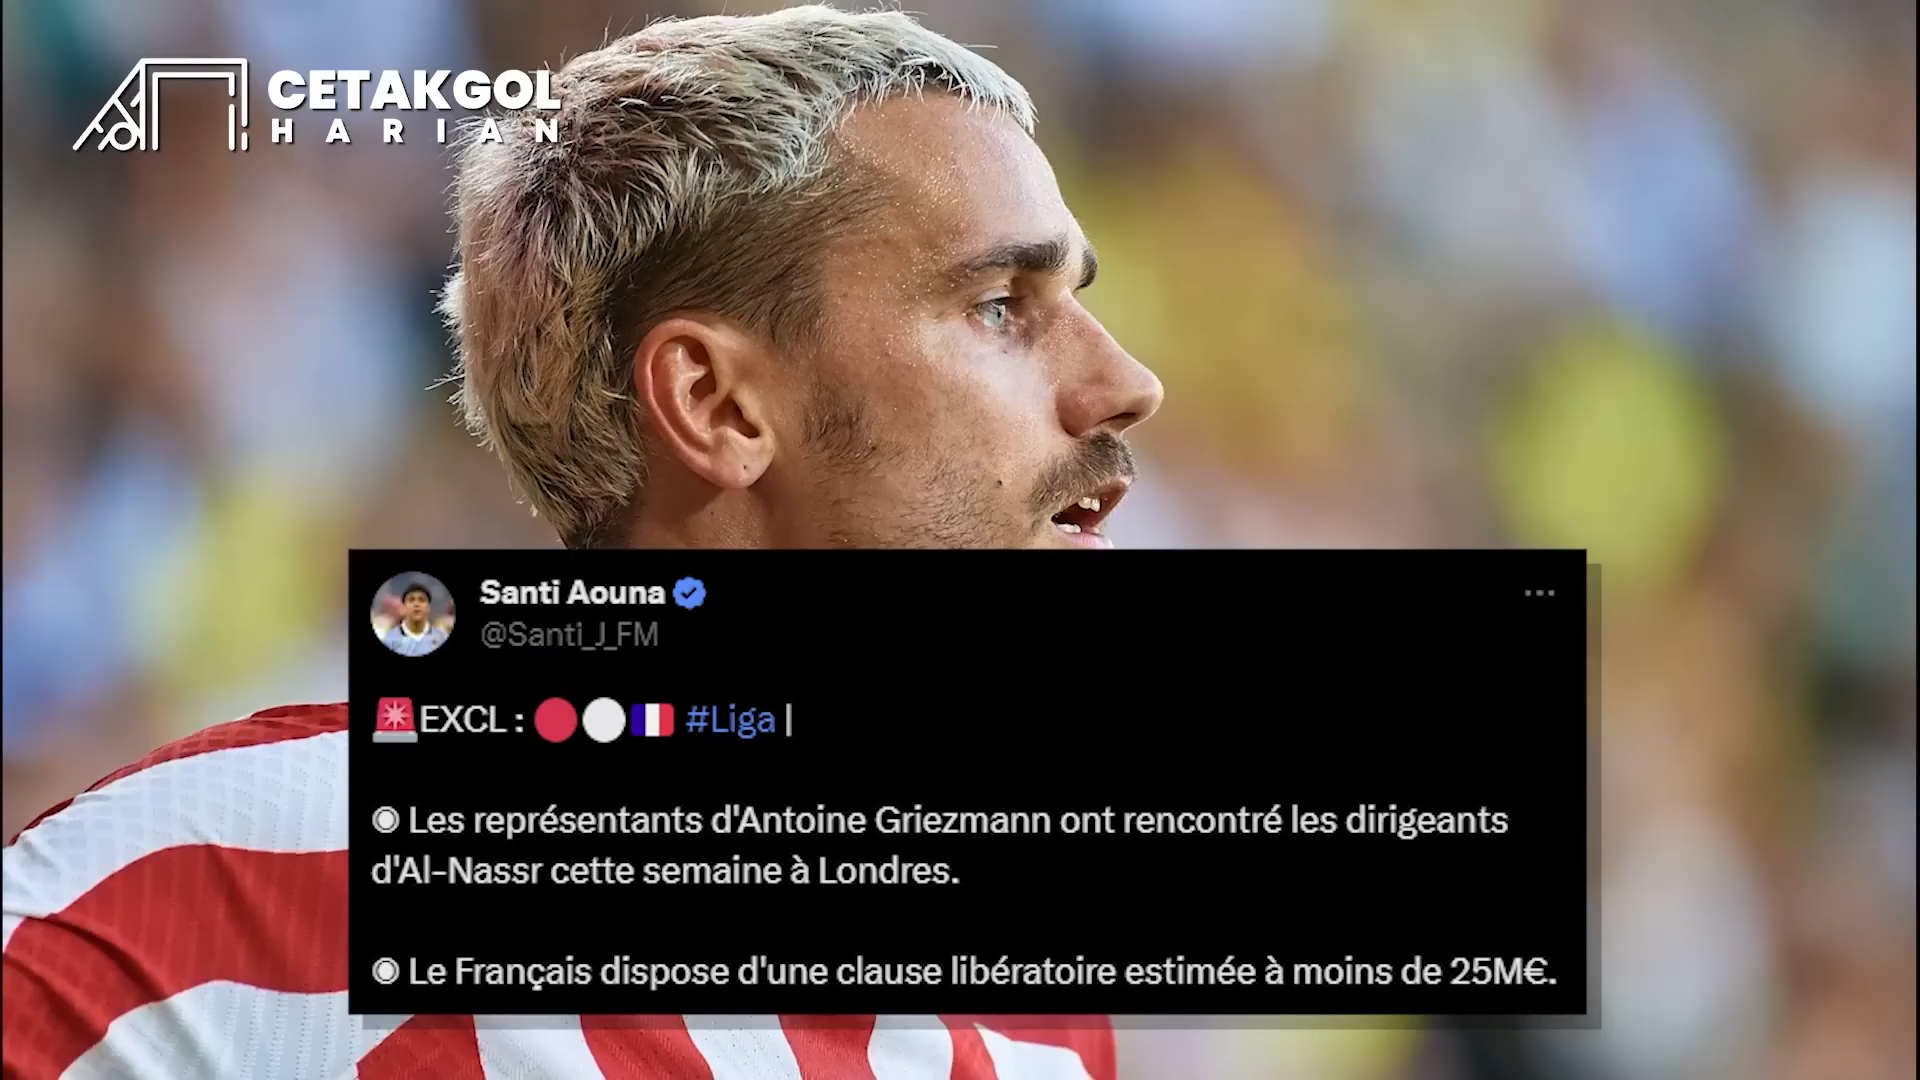 CETAKGOL
HARIAN
Santi Aouna
@Santi_J_FM
EXCL : #Liga |
Les représentants d'Antoine Griezmann ont rencontré les dirigeants
d'Al-Nassr cette semaine à Londres.
Le Français dispose d'une clause libératoire estimée à moins de 25M€.